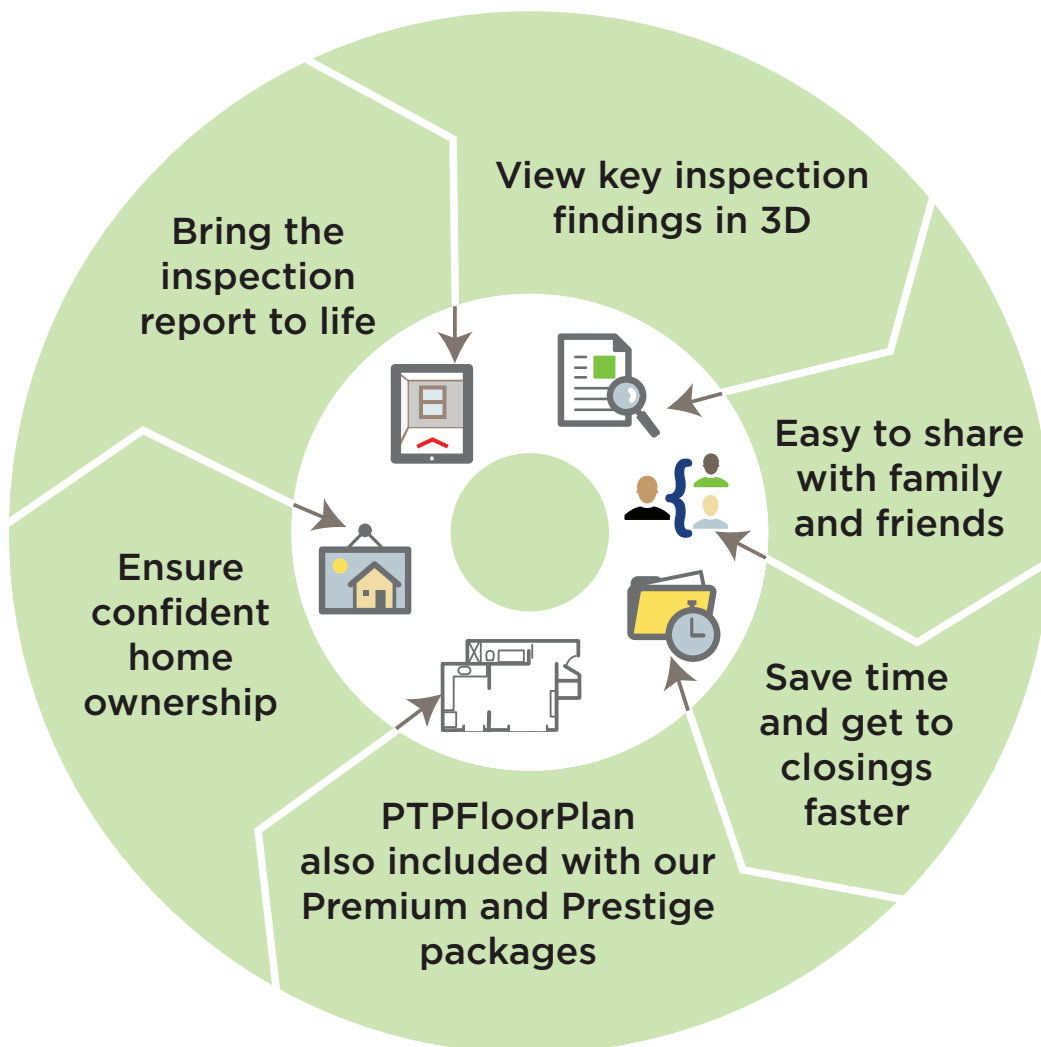 View key inspection
findings in 3D
Easy to share
with family
and friends
Save time
and get to
closings
faster
PTPFloorPlan
also included with our
Premium and Prestige
packages
Ensure
confident
home
ownership
Bring the
inspection
report to life